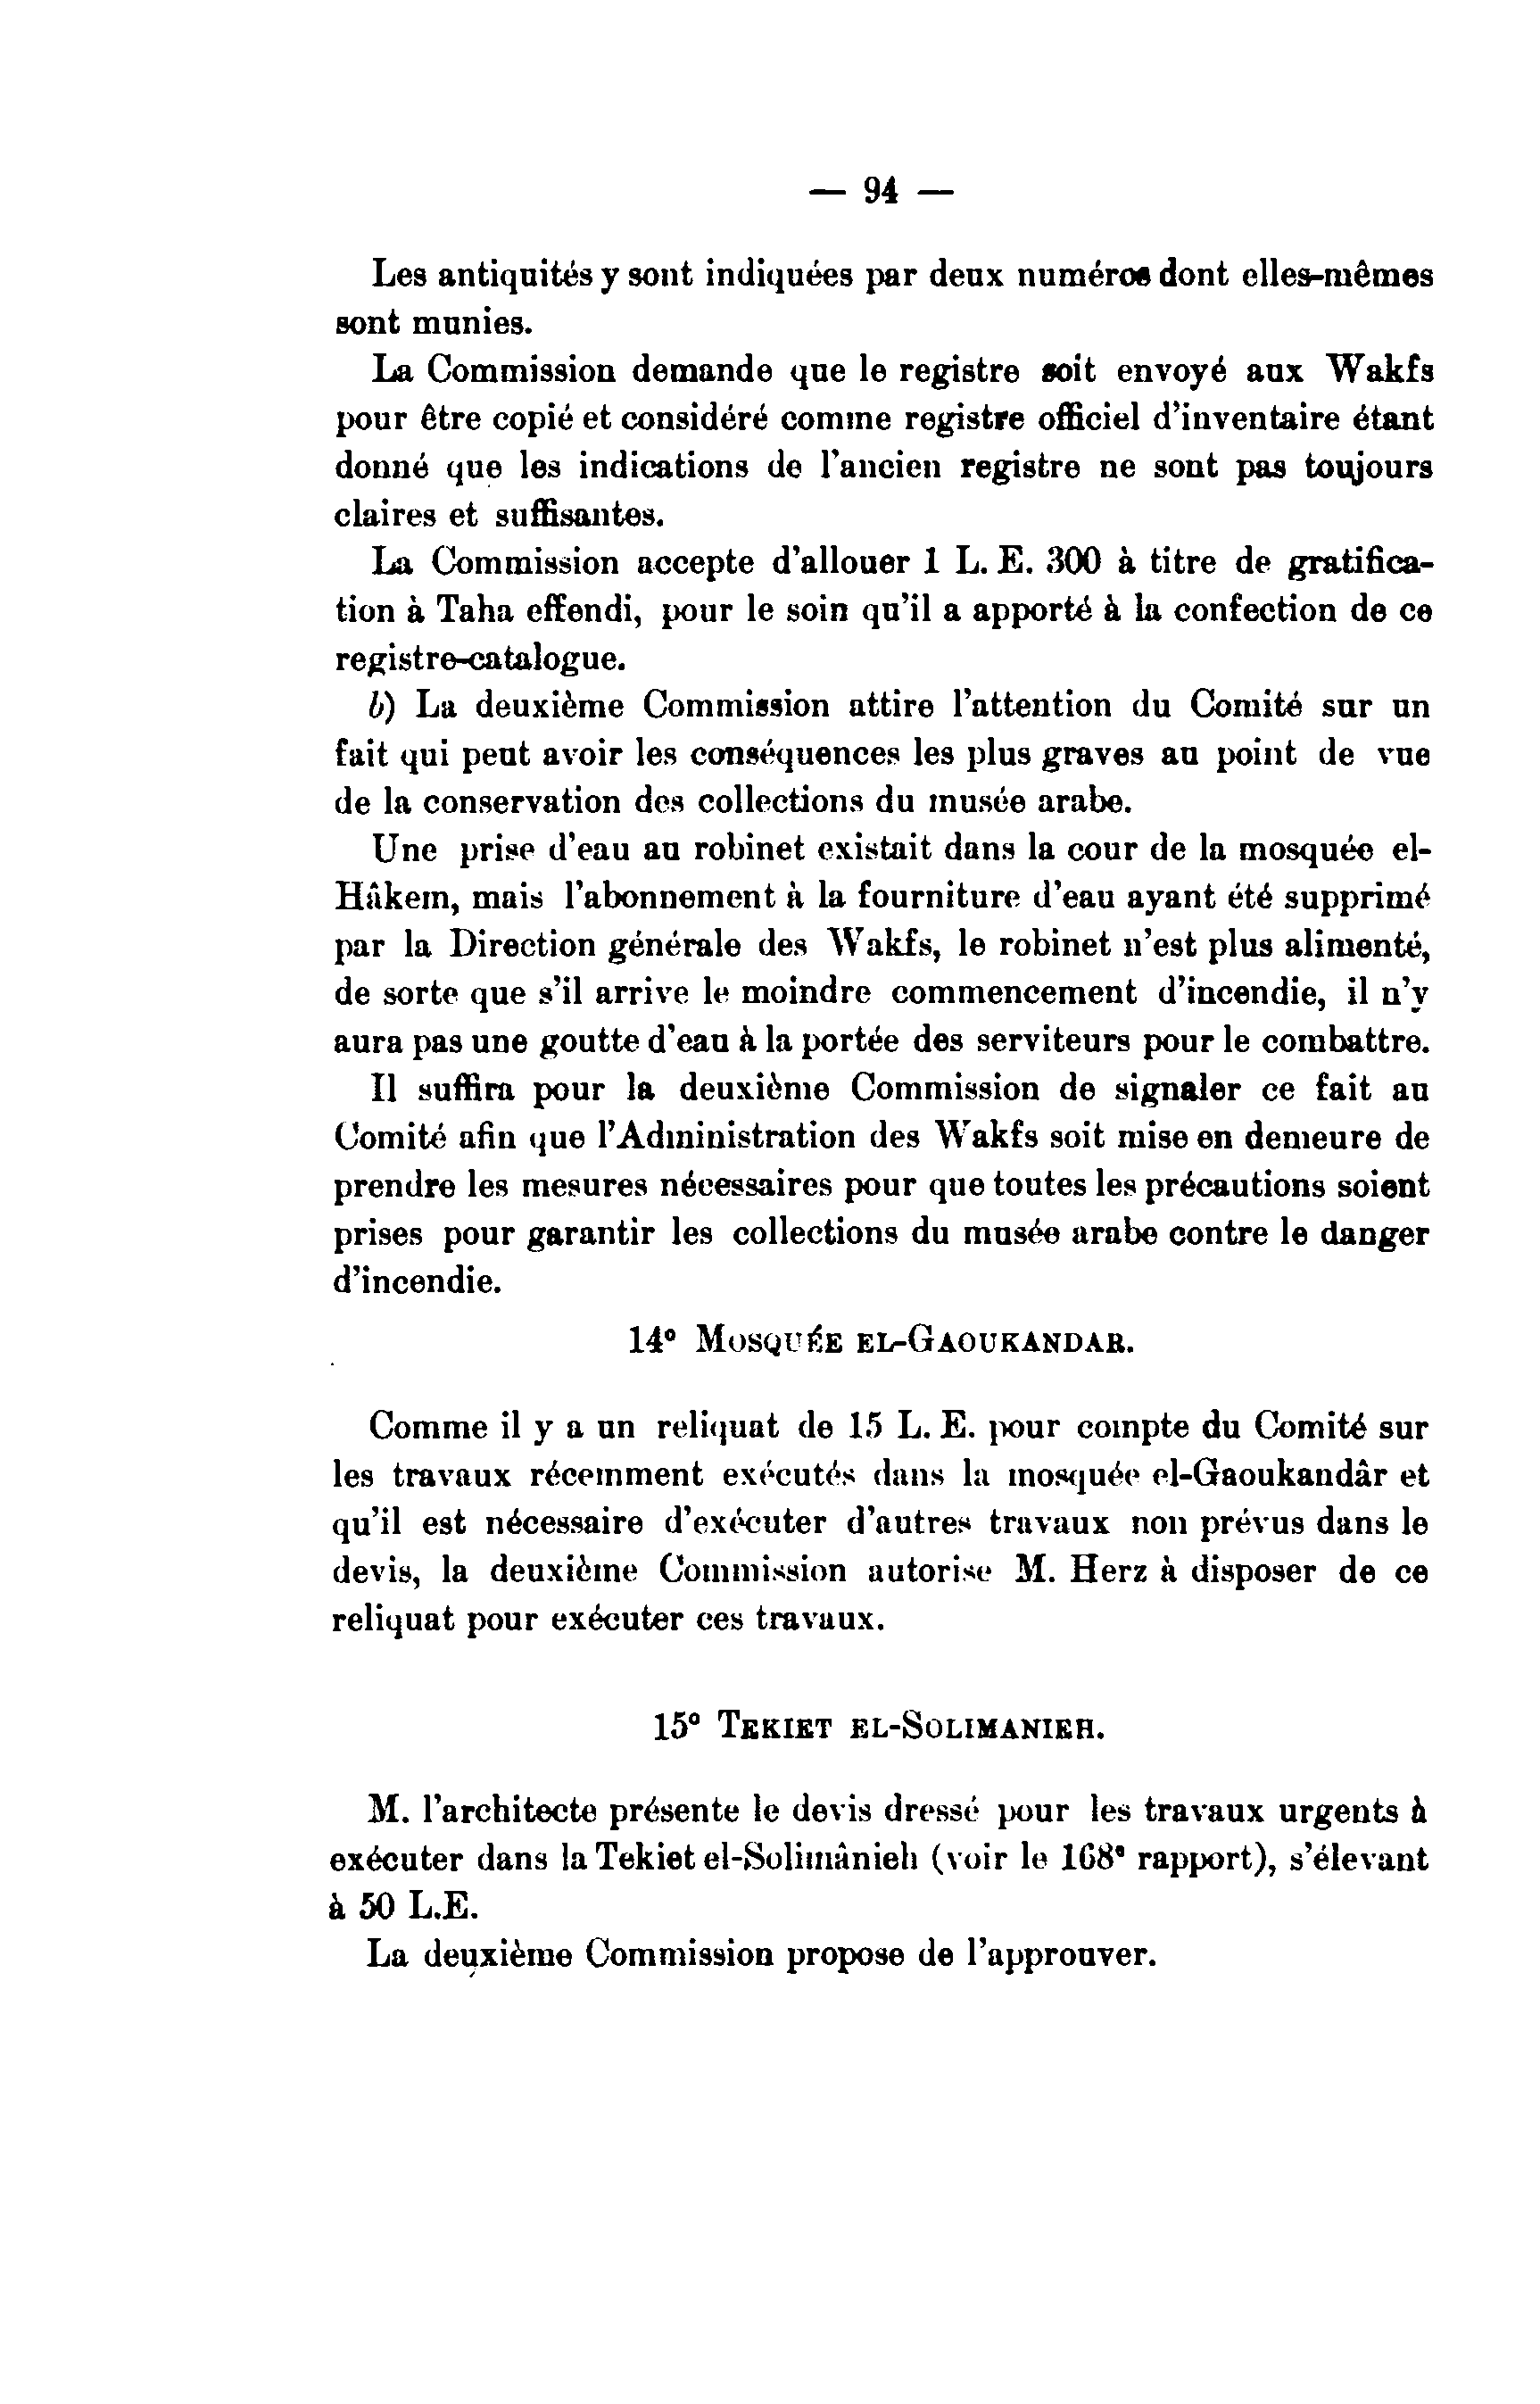 — 94 —
Les antiquités y sont indiquées par deux numéros dont elles-mêmes
sont munies.
La Commission demande que le registre soit envoyé aux Wakfs
pour être copié et considéré comme registre officiel d'inventaire étant
donné que les indications de l'ancien registre ne sont pas toujours
claires et suffisantes.
La Commission accepte d'allouer 1 L. E. 300 à titre de gratifica-
tion à Taha effendi, pour le soin qu'il a apporté à la confection de ce
registre-catalogue.
b) La deuxième Commission attire l'attention du Comité sur un
fait qui peut avoir les conséquences les plus graves au point de vue
de la conservation des collections du musée arabe.
Une prise d'eau au robinet existait dans la cour de la mosquée el-
Hâkem, mais l'abonnement à la fourniture d'eau ayant été supprimé
par la Direction générale des Wakfs, le robinet n'est plus alimenté,
de sorte que s'il arrive le moindre commencement d'incendie, il n'y
aura pas une goutte d'eau à la portée des serviteurs pour le combattre.
Il suffira pour la deuxième Commission de signaler ce fait au
Comité afin que l'Administration des Wakfs soit mise en demeure de
prendre les mesures nécessaires pour que toutes les précautions soient
prises pour garantir les collections du musée arabe contre le danger
d'incendie.
14° MOSQUÉE EL-GAOUKANDAR.
Comme il y a un reliquat de 15 L. E. pour compte du Comité sur
les travaux récemment exécutés dans la mosquée el-Gaoukandâr et
qu'il est nécessaire d'exécuter d'autres travaux non prévus dans le
devis, la deuxième Commission autorise M. Herz à disposer de ce
reliquat pour exécuter ces travaux.
15° TEKIET EL-SOLIMANIEH.
M. l'architecte présente le devis dressé pour les travaux urgents à
exécuter dans la Tekiet el-Solimânieh (voir le 168e rapport), s'élevant
à 50 L.E.
La deuxième Commission propose de l'approuver.